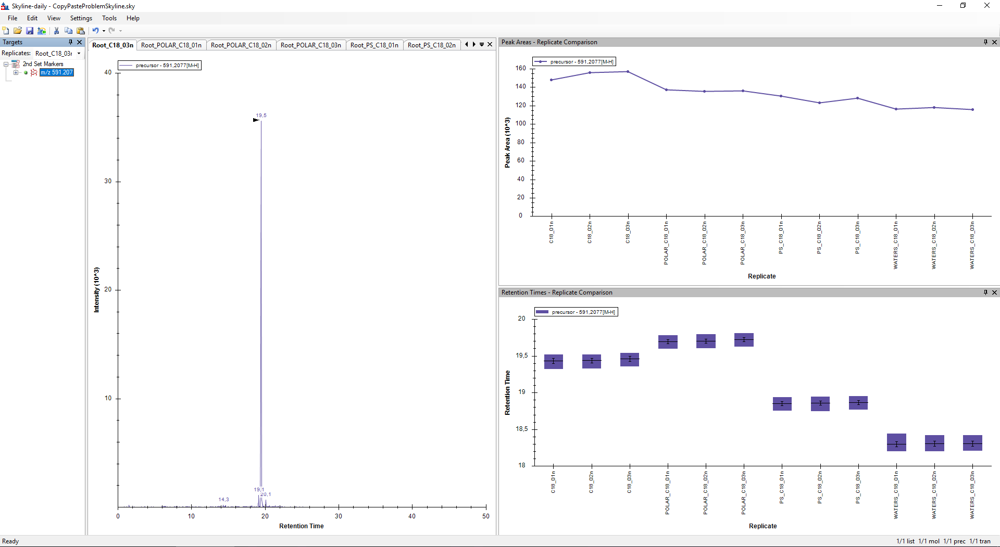 Skyline-daily - CopyPasteProblemSkyline.sky
File Edit View Settings Tools Help
Targets
Replicates: Root_C18_03r
2nd Set Markers
m/z 591.207
Root_C18_03n Root_POLAR_C18_01n Root_POLAR_C18_02n Root_POLAR_C18_03n Root_PS_C18_01n Root_PS_C18_02n
precursor - 591,2077[M-H]
40
30
20
10
19,5
19,1
20,1
14,3
Intensity (10^3)
0 10 20 30 40 50
Retention Time
Peak Areas - Replicate Comparison
precursor - 591,2077[M-H]
160
140
120
100
80
60
40
20
0
Peak Area (10^3)
C18_01n C18_02n C18_03n POLAR_C18_01n POLAR_C18_02n POLAR_C18_03n PS_C18_01n PS_C18_02n PS_C18_03n WATERS_C18_01n WATERS_C18_02n WATERS_C18_03n
Replicate
Retention Times - Replicate Comparison
precursor - 591,2077[M-H]
20
19,5
19
18,5
18
Retention Time
C18_01n C18_02n C18_03n POLAR_C18_01n POLAR_C18_02n POLAR_C18_03n PS_C18_01n PS_C18_02n PS_C18_03n WATERS_C18_01n WATERS_C18_02n WATERS_C18_03n
Replicate
Ready
1/1 list 1/1 mol 1/1 prec 1/1 tran